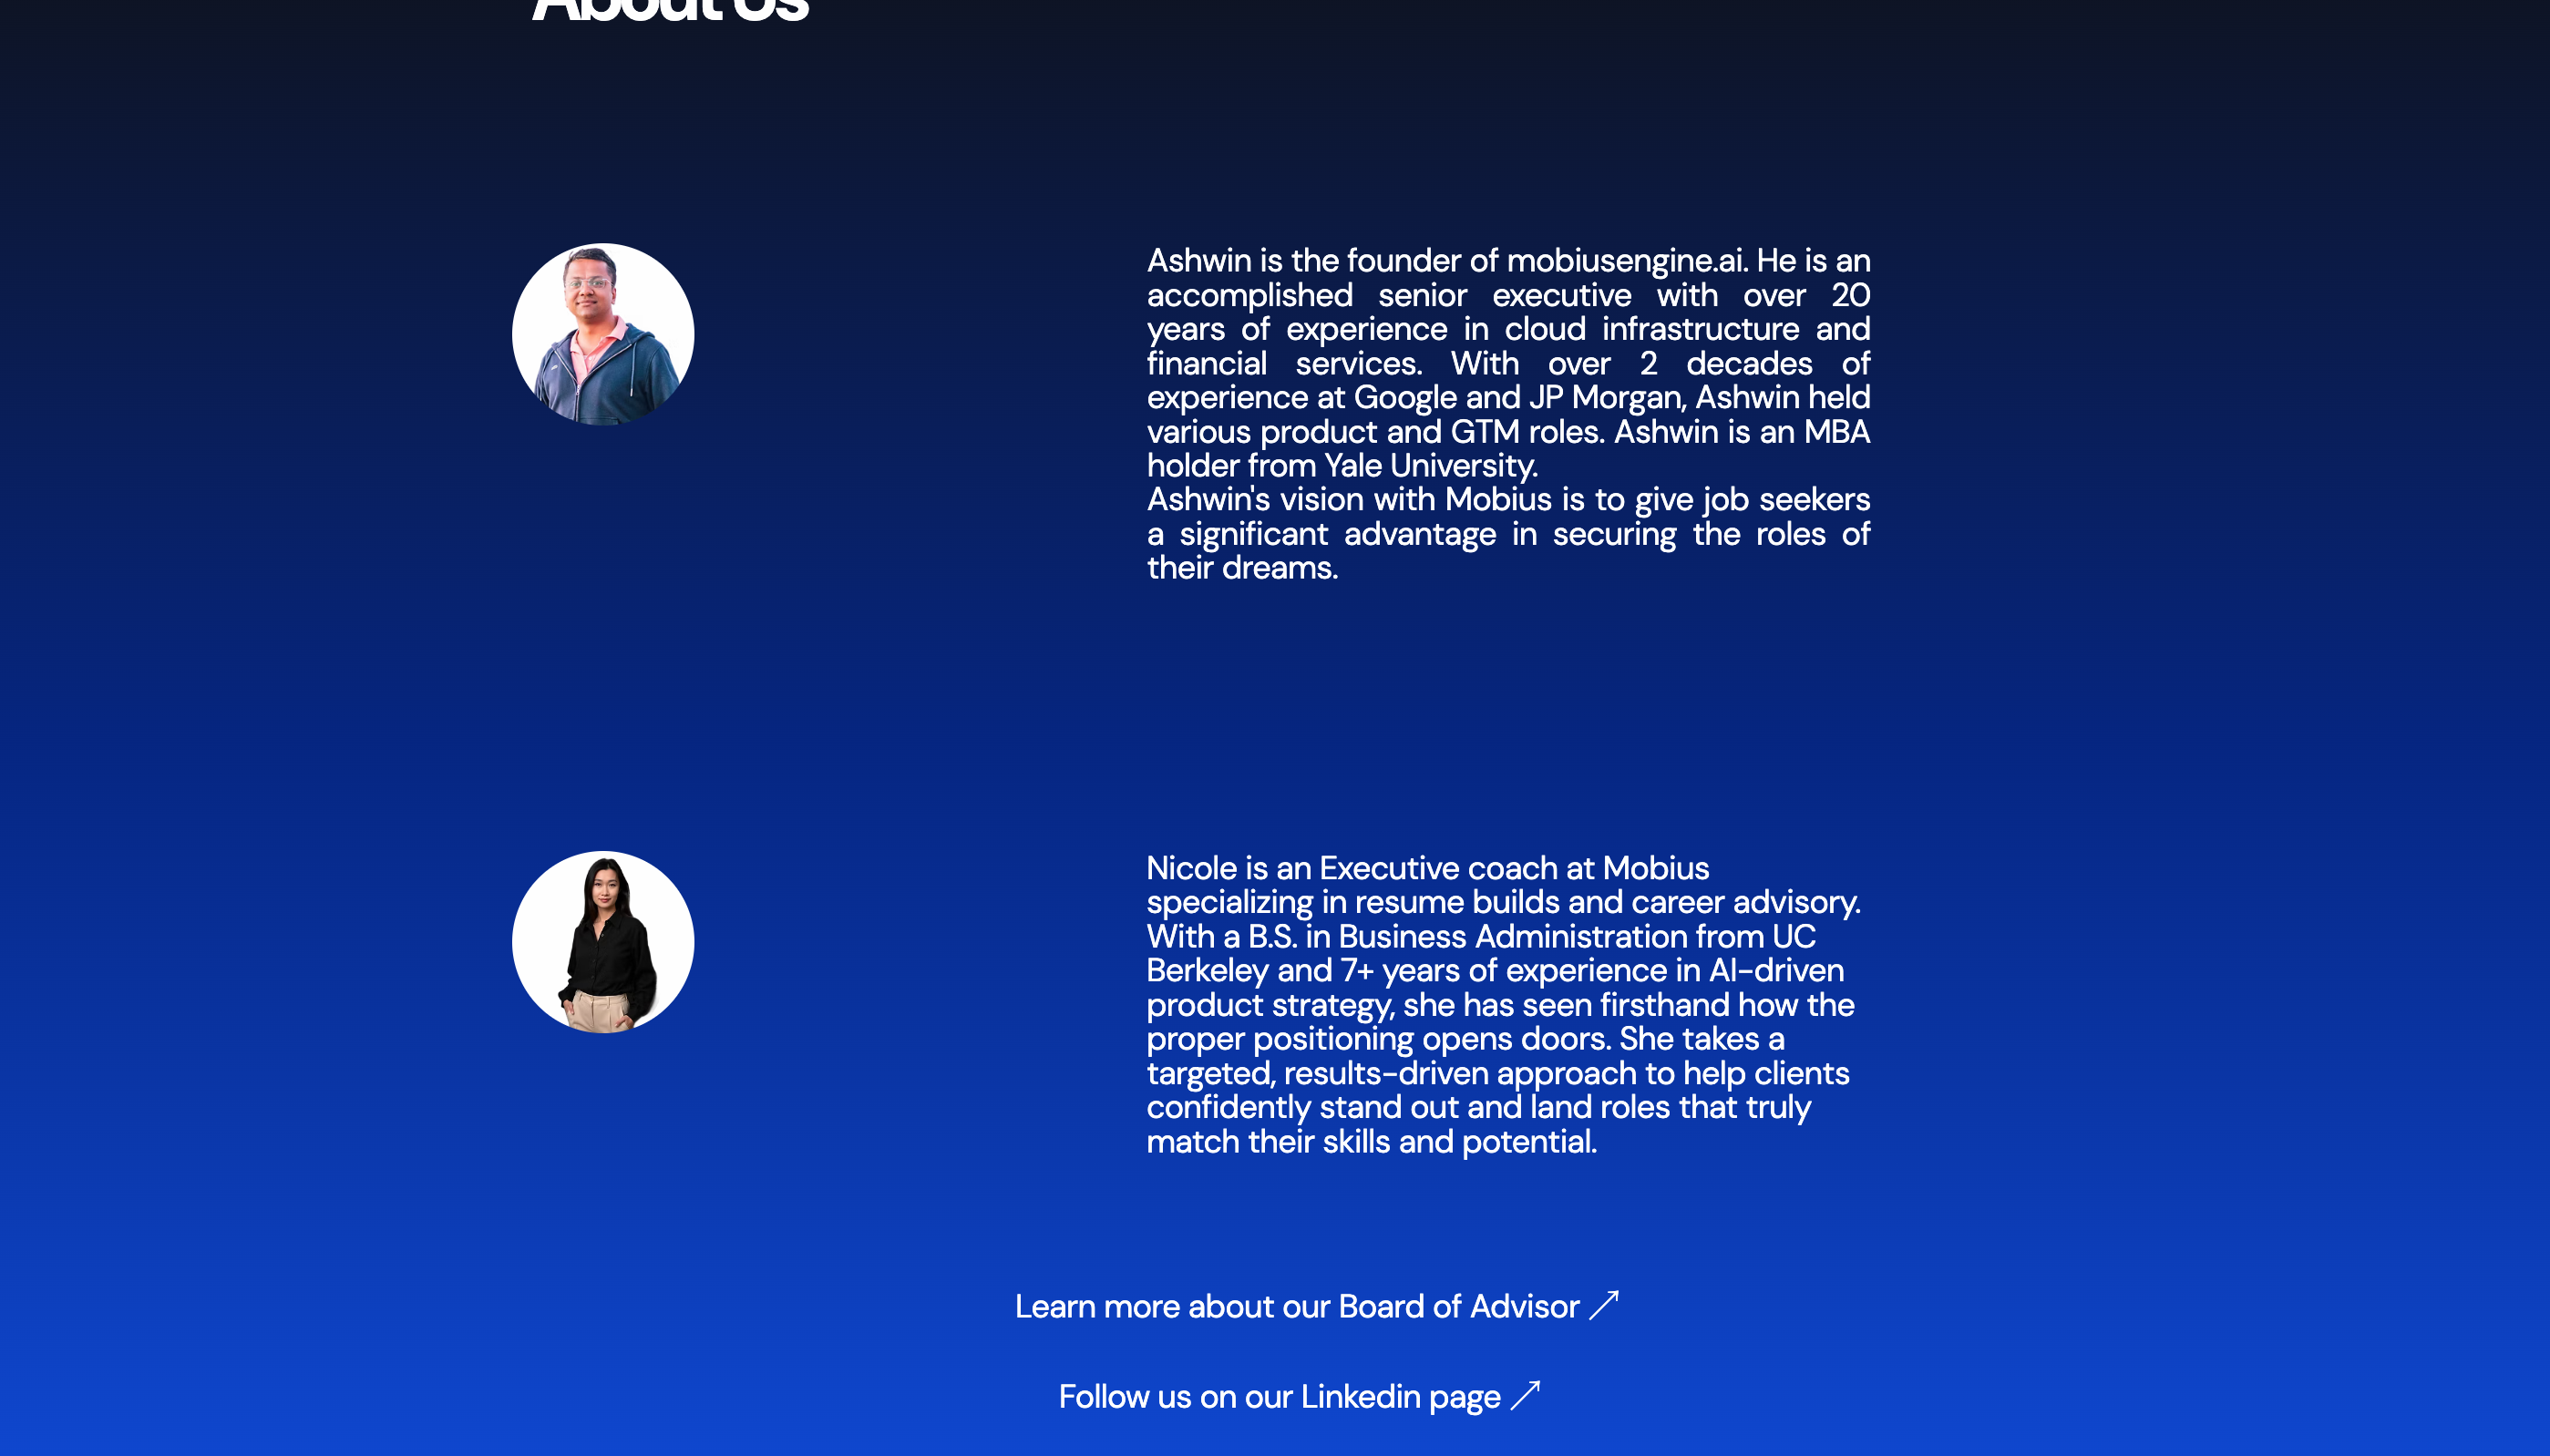 About Us
Ashwin is the founder of mobiusengine.ai. He is an
accomplished senior executive with over 20
years of experience in cloud infrastructure and
financial services. With over 2 decades of
experience at Google and JP Morgan, Ashwin held
various product and GTM roles. Ashwin is an MBA
holder from Yale University.
Ashwin's vision with Mobius is to give job seekers
a significant advantage in securing the roles of
their dreams.
Nicole is an Executive coach at Mobius
specializing in resume builds and career advisory.
With a B.S. in Business Administration from UC
Berkeley and 7+ years of experience in AI-driven
product strategy, she has seen firsthand how the
proper positioning opens doors. She takes a
targeted, results-driven approach to help clients
confidently stand out and land roles that truly
match their skills and potential.
Learn more about our Board of Advisor ↗
Follow us on our Linkedin page ↗